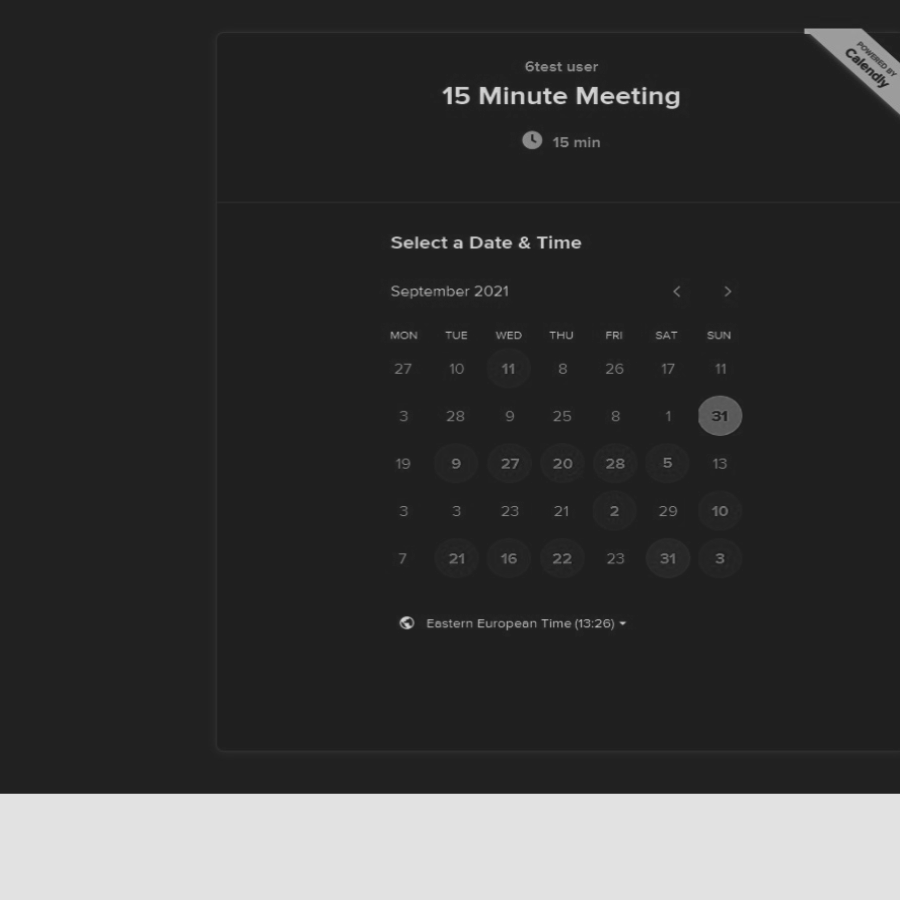 POWERED BY
Calendly
6test user
15 Minute Meeting
15 min
Select a Date & Time
September 2021
MON TUE WED THU FRI SAT SUN
27 10 11 8 26 17 11
3 28 9 25 8 1 31
19 9 27 20 28 5 13
3 3 23 21 2 29 10
7 21 16 22 23 31 3
Eastern European Time (13:26)